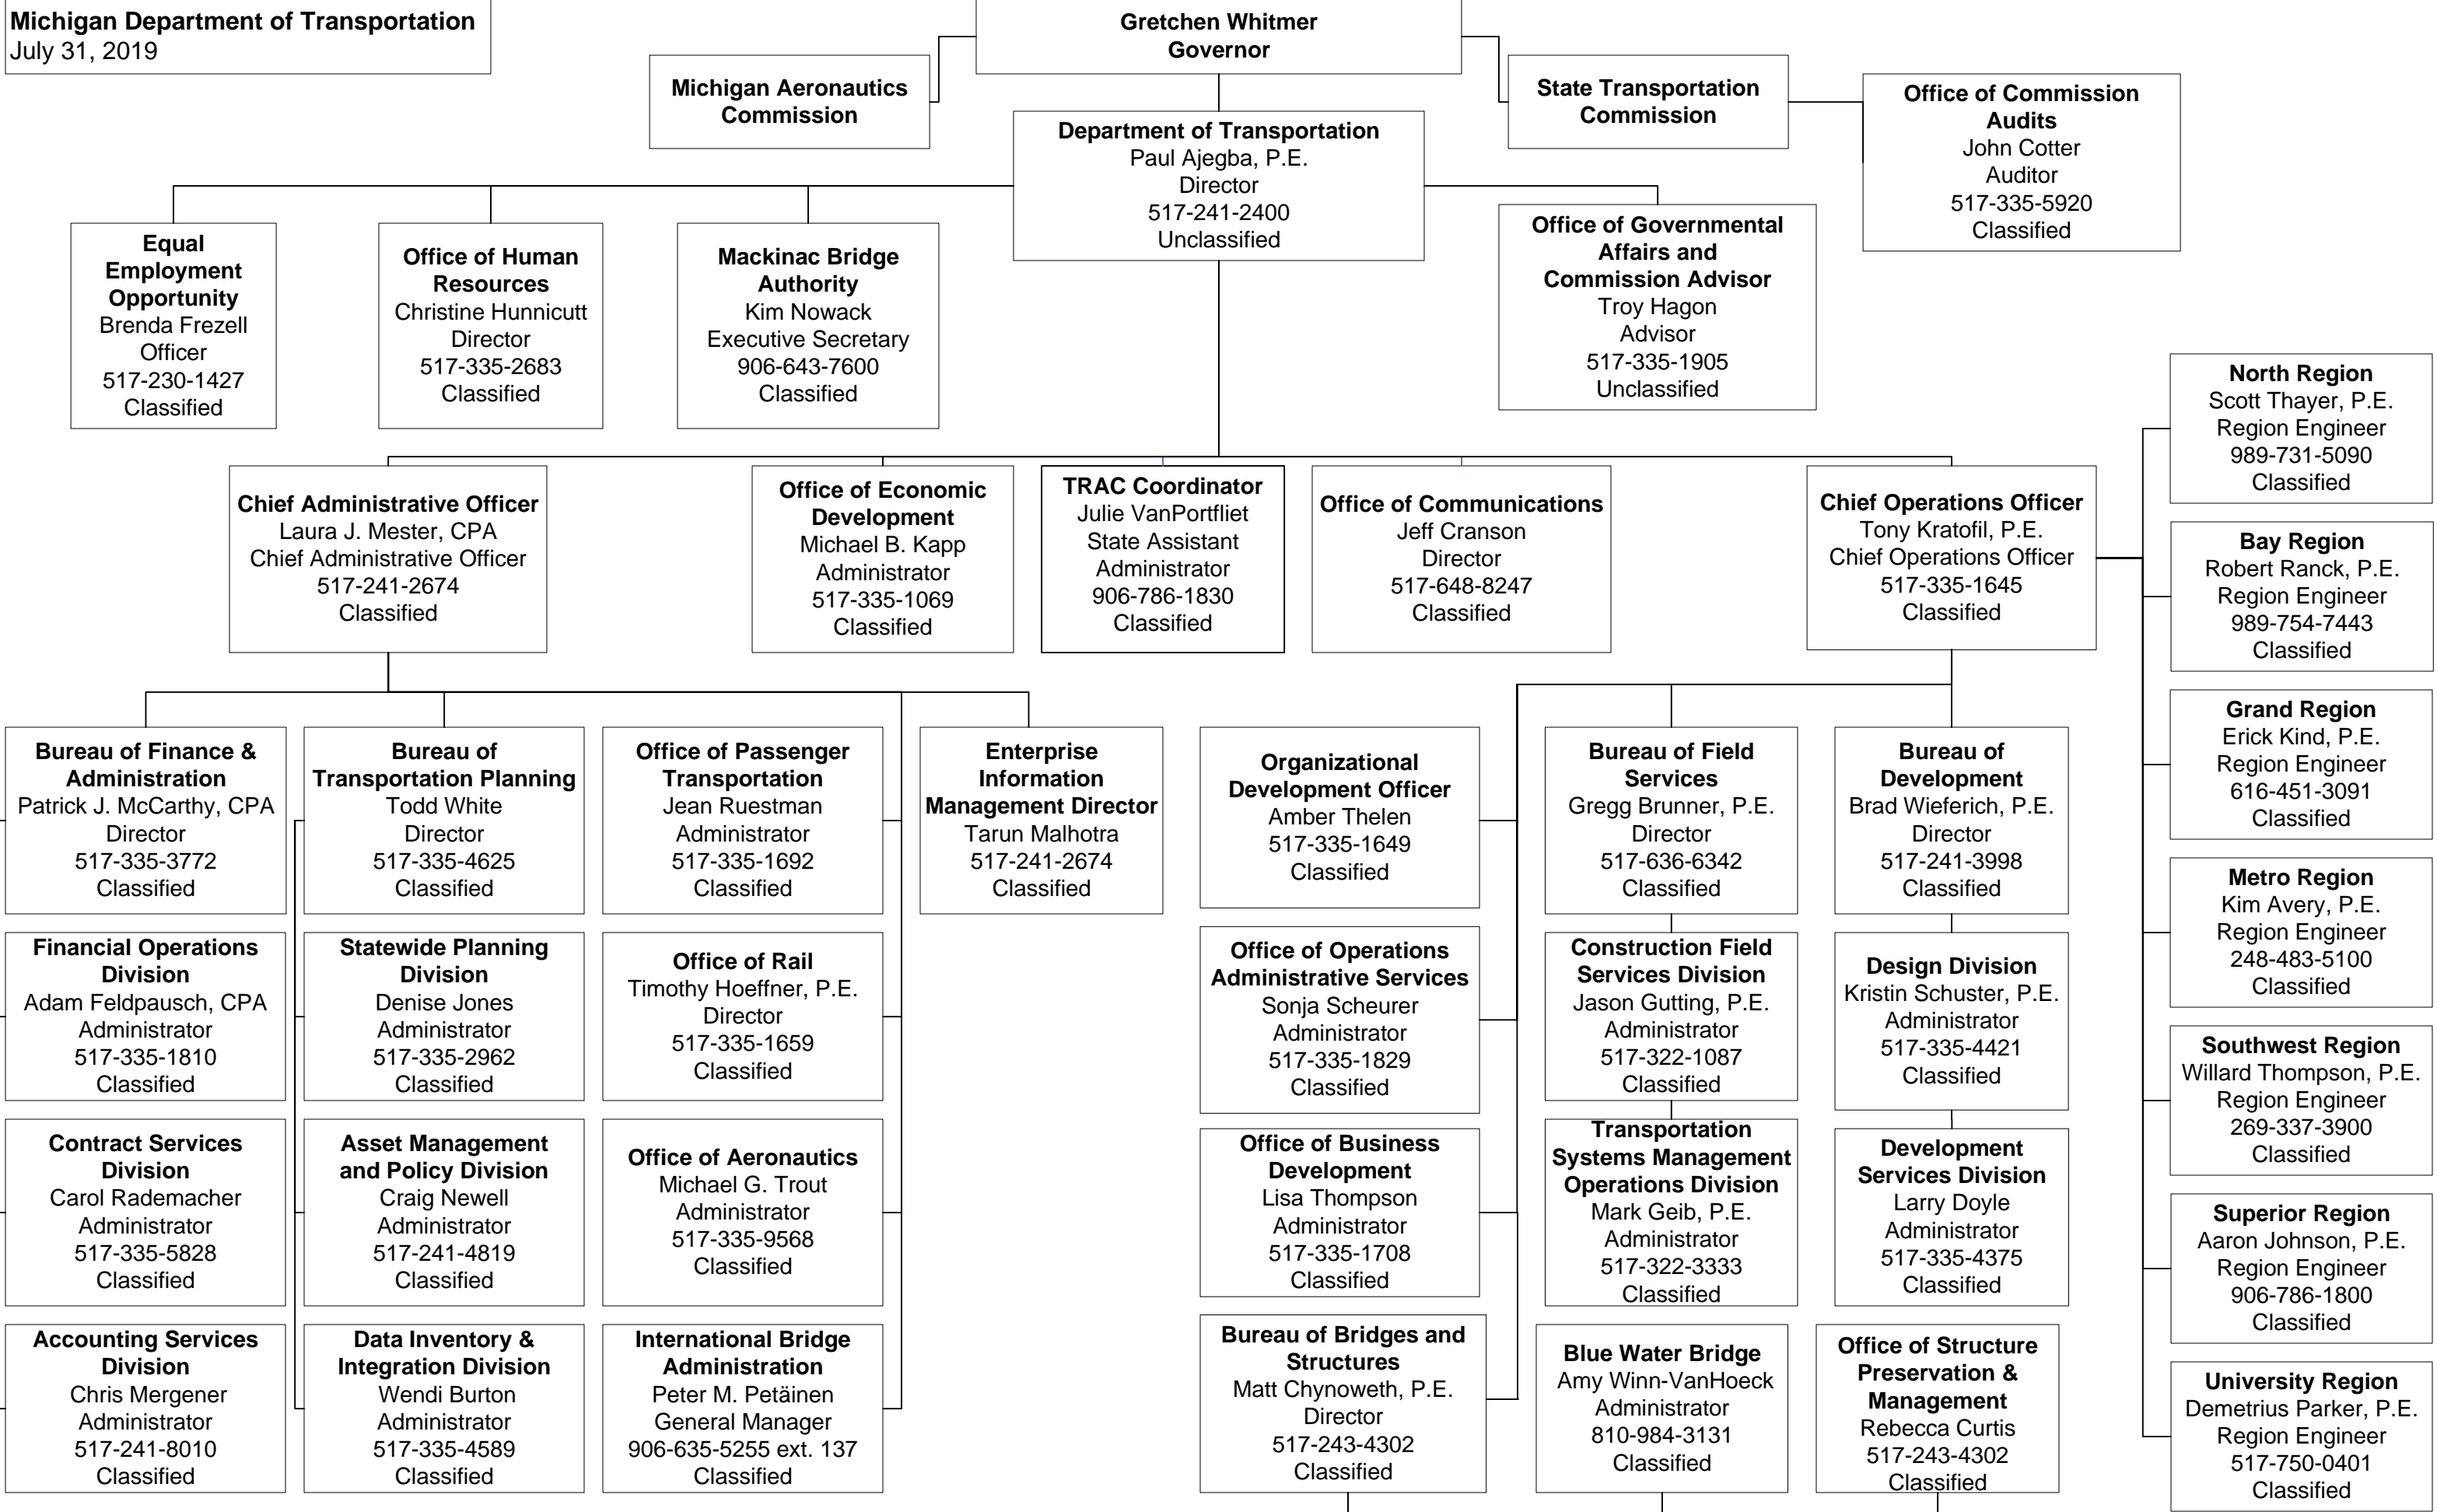 Michigan Department of Transportation
July 31, 2019
Gretchen Whitmer
Governor
Michigan Aeronautics
Commission
State Transportation
Commission
Office of Commission
Audits
John Cotter
Auditor
517-335-5920
Classified
Department of Transportation
Paul Ajegba, P.E.
Director
517-241-2400
Unclassified
Equal
Employment
Opportunity
Brenda Frezell
Officer
517-230-1427
Classified
Office of Human
Resources
Christine Hunnicutt
Director
517-335-2683
Classified
Mackinac Bridge
Authority
Kim Nowack
Executive Secretary
906-643-7600
Classified
Office of Governmental
Affairs and
Commission Advisor
Troy Hagon
Advisor
517-335-1905
Unclassified
Chief Administrative Officer
Laura J. Mester, CPA
Chief Administrative Officer
517-241-2674
Classified
Office of Economic
Development
Michael B. Kapp
Administrator
517-335-1069
Classified
TRAC Coordinator
Julie VanPortfliet
State Assistant
Administrator
906-786-1830
Classified
Office of Communications
Jeff Cranson
Director
517-648-8247
Classified
Chief Operations Officer
Tony Kratofil, P.E.
Chief Operations Officer
517-335-1645
Classified
North Region
Scott Thayer, P.E.
Region Engineer
989-731-5090
Classified
Bay Region
Robert Ranck, P.E.
Region Engineer
989-754-7443
Classified
Grand Region
Erick Kind, P.E.
Region Engineer
616-451-3091
Classified
Metro Region
Kim Avery, P.E.
Region Engineer
248-483-5100
Classified
Southwest Region
Willard Thompson, P.E.
Region Engineer
269-337-3900
Classified
Superior Region
Aaron Johnson, P.E.
Region Engineer
906-786-1800
Classified
University Region
Demetrius Parker, P.E.
Region Engineer
517-750-0401
Classified
Bureau of Finance &
Administration
Patrick J. McCarthy, CPA
Director
517-335-3772
Classified
Bureau of
Transportation Planning
Todd White
Director
517-335-4625
Classified
Office of Passenger
Transportation
Jean Ruestman
Administrator
517-335-1692
Classified
Enterprise
Information
Management Director
Tarun Malhotra
517-241-2674
Classified
Organizational
Development Officer
Amber Thelen
517-335-1649
Classified
Bureau of Field
Services
Gregg Brunner, P.E.
Director
517-636-6342
Classified
Bureau of
Development
Brad Wieferich, P.E.
Director
517-241-3998
Classified
Financial Operations
Division
Adam Feldpausch, CPA
Administrator
517-335-1810
Classified
Statewide Planning
Division
Denise Jones
Administrator
517-335-2962
Classified
Office of Rail
Timothy Hoeffner, P.E.
Director
517-335-1659
Classified
Office of Operations
Administrative Services
Sonja Scheurer
Administrator
517-335-1829
Classified
Construction Field
Services Division
Jason Gutting, P.E.
Administrator
517-322-1087
Classified
Design Division
Kristin Schuster, P.E.
Administrator
517-335-4421
Classified
Contract Services
Division
Carol Rademacher
Administrator
517-335-5828
Classified
Asset Management
and Policy Division
Craig Newell
Administrator
517-241-4819
Classified
Office of Aeronautics
Michael G. Trout
Administrator
517-335-9568
Classified
Office of Business
Development
Lisa Thompson
Administrator
517-335-1708
Classified
Transportation
Systems Management
Operations Division
Mark Geib, P.E.
Administrator
517-322-3333
Classified
Development
Services Division
Larry Doyle
Administrator
517-335-4375
Classified
Accounting Services
Division
Chris Mergener
Administrator
517-241-8010
Classified
Data Inventory &
Integration Division
Wendi Burton
Administrator
517-335-4589
Classified
International Bridge
Administration
Peter M. Petäinen
General Manager
906-635-5255 ext. 137
Classified
Bureau of Bridges and
Structures
Matt Chynoweth, P.E.
Director
517-243-4302
Classified
Blue Water Bridge
Amy Winn-VanHoeck
Administrator
810-984-3131
Classified
Office of Structure
Preservation &
Management
Rebecca Curtis
517-243-4302
Classified